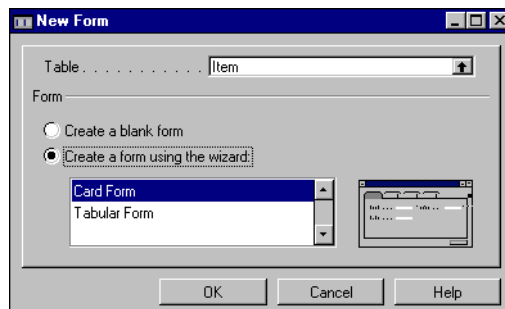 New Form
Table . . . . . . . . . . . Item
Form
Create a blank form
Create a form using the wizard:
Card Form
Tabular Form
OK Cancel Help